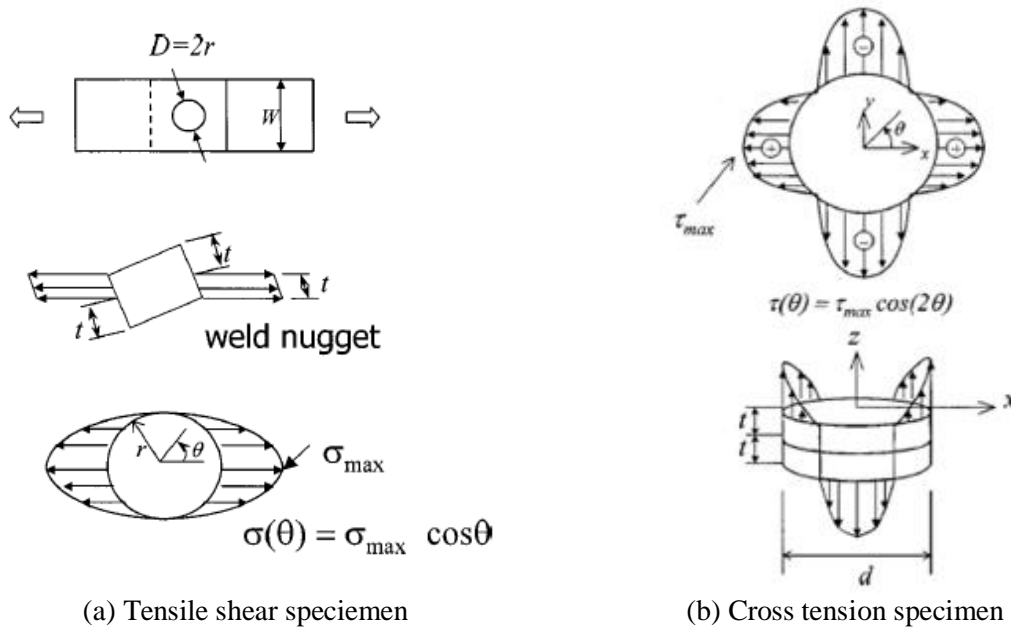 D=2r
W
t
t
t
weld nugget
r
θ
σmax
σ(θ) = σmax cosθ
(a) Tensile shear speciemen
−
y
θ
+
+
x
τmax
−
τ(θ) = τmax cos(2θ)
z
x
t
t
d
(b) Cross tension specimen